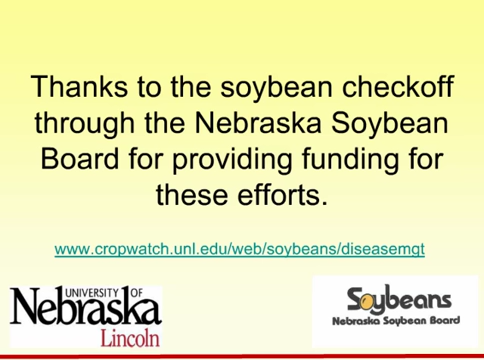 Thanks to the soybean checkoff
through the Nebraska Soybean
Board for providing funding for
these efforts.
www.cropwatch.unl.edu/web/soybeans/diseasemgt
UNIVERSITY OF
Nebraska
Lincoln
Soybeans
Nebraska Soybean Board